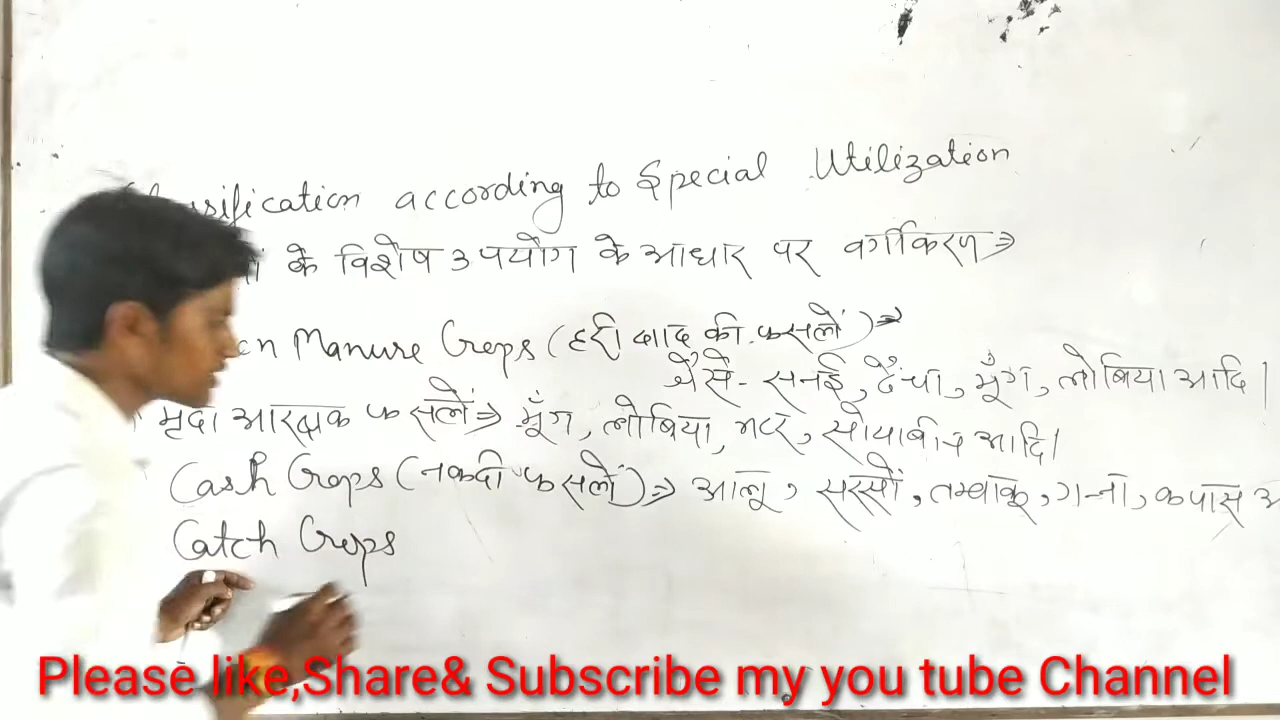 Classification according to Special Utilization
के विशेष उपयोग के आधार पर वर्गीकरण ⇒
Manure Crops (हरी खाद की फसलें) ⇒
जैसे - सनई, ढैंचा, मूँग, लोबिया आदि |
मृदा आरक्षक फसलें ⇒ मूँग, लोबिया, मटर, सोयाबीन आदि |
Cash Crops (नकदी फसलें) ⇒ आलू, सरसों, तम्बाकू, गन्ना, कपास
Catch Crops
Please like,Share& Subscribe my you tube Channel